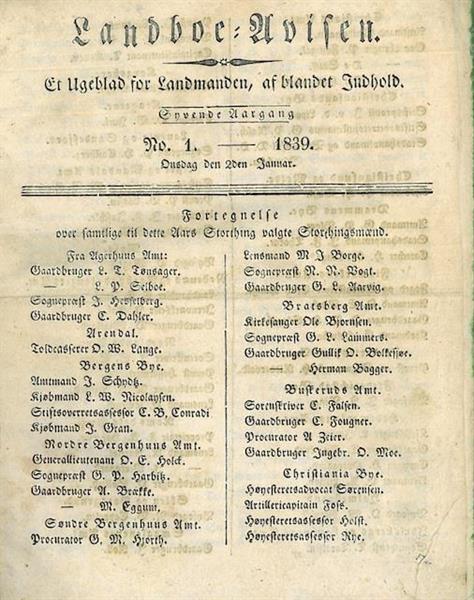 Landboe-Avisen.
Et Ugeblad for Landmanden, af blandet Indhold.
Syvende Aargang
No. 1. — 1839.
Onsdag den 2den Januar.
Fortegnelse
over samtlige til dette Aars Storthing valgte Storthingsmænd.
Fra Agerhuus Amt:
Gaardbruger L. T. Tønsager.
— L. P. Selboe.
Sognepræst J. Hesselberg.
Gaardbruger C. Dahler.
Arendal.
Toldcasserer O. W. Lange.
Bergens Bye.
Amtmand J. Schydtz.
Kjøbmand L. W. Nicolaysen.
Stiftsoverretsassessor C. B. Conradi
Kjøbmand J. Gran.
Nordre Bergenhuus Amt.
Generallieutenant O. E. Holck.
Sognepræst G. P. Harbitz.
Gaardbruger A. Brække.
— M. Eggum.
Søndre Bergenhuus Amt.
Procurator G. M. Hjorth.
Lensmand M J Borge.
Sognepræst N. N. Vogt.
Gaardbruger G. L. Aarvig.
Bratsberg Amt.
Kirkesanger Ole Bjørnsen.
Sognepræst G. L. Lammers.
Gaardbruger Gullik O. Bolkesjøe.
— Herman Bagger.
Buskeruds Amt.
Sorenskriver C. Falsen.
Gaardbruger C. Fougner.
Procurator A Zeier.
Gaardbruger Ingebr. O. Moe.
Christiania Bye.
Høyesteretsadvocat Sørensen.
Artillericapitain Foss.
Høyesteretsassessor Holst.
Høyesteretsassessor Rye.